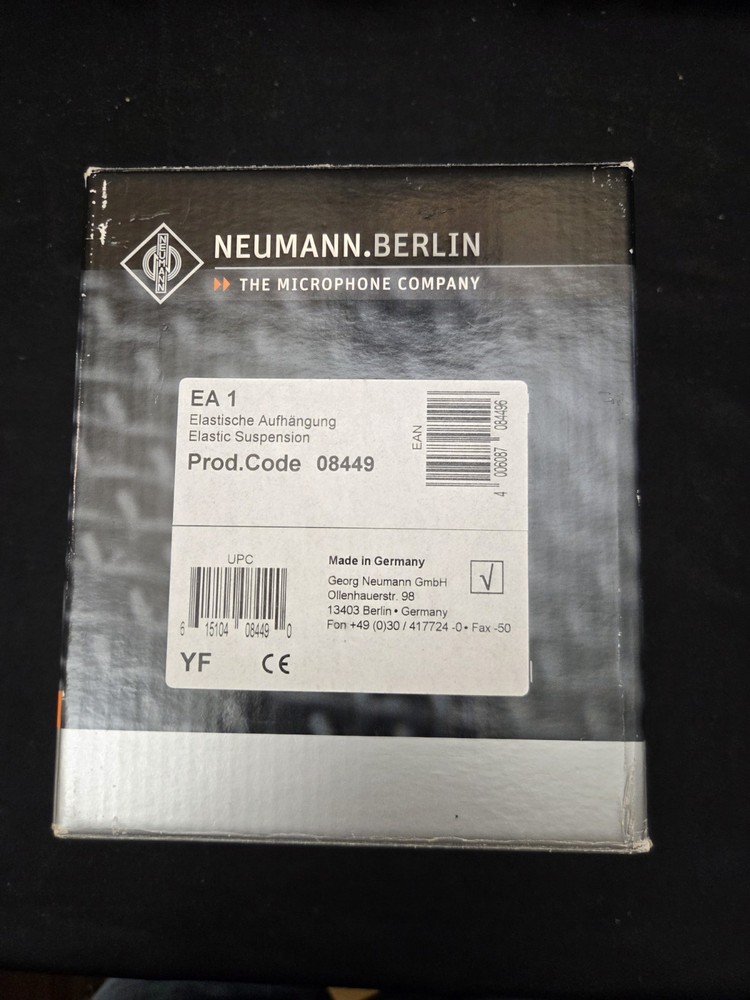 NEUMANN
NEUMANN.BERLIN
THE MICROPHONE COMPANY
EA 1
Elastische Aufhängung
Elastic Suspension
Prod.Code 08449
EAN
4 006087 084496
UPC
6 15104 08449 0
YF CE
Made in Germany
Georg Neumann GmbH
Ollenhauerstr. 98
13403 Berlin • Germany
Fon +49 (0)30 / 417724 -0 • Fax -50